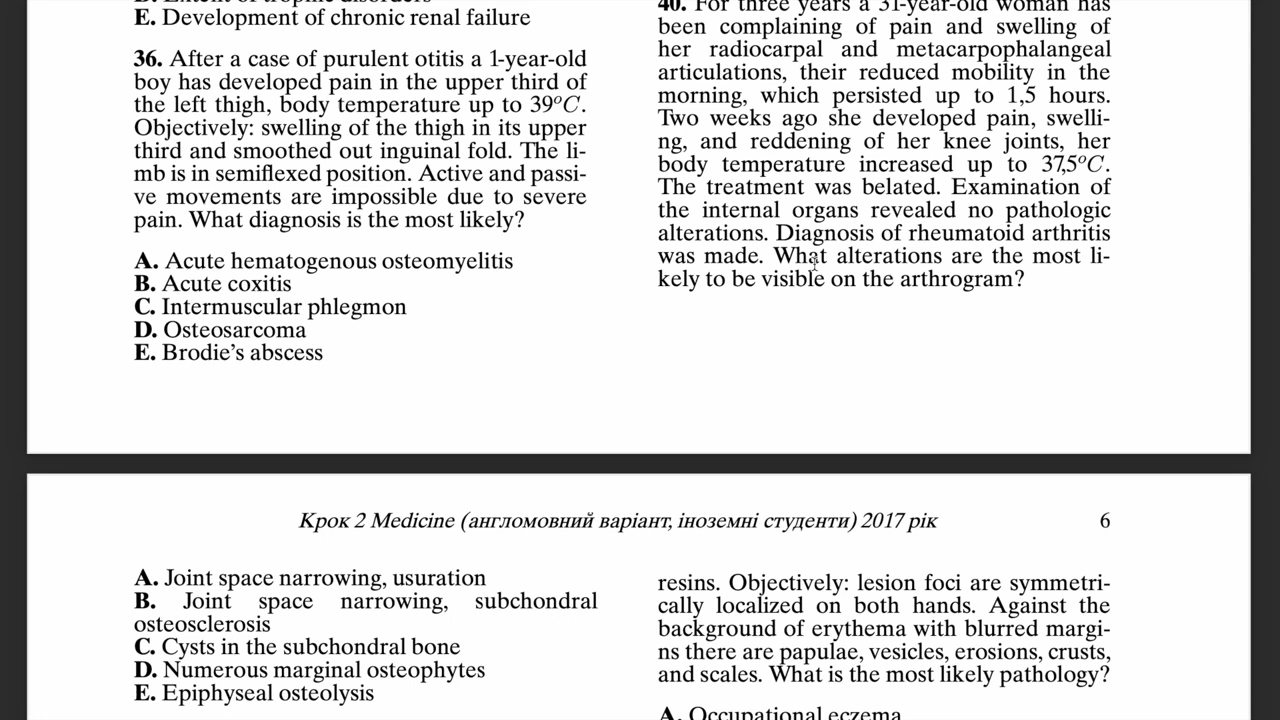 D. Extent of trophic disorders
E. Development of chronic renal failure
36. After a case of purulent otitis a 1-year-old
boy has developed pain in the upper third of
the left thigh, body temperature up to 39°C.
Objectively: swelling of the thigh in its upper
third and smoothed out inguinal fold. The li-
mb is in semiflexed position. Active and passi-
ve movements are impossible due to severe
pain. What diagnosis is the most likely?
A. Acute hematogenous osteomyelitis
B. Acute coxitis
C. Intermuscular phlegmon
D. Osteosarcoma
E. Brodie's abscess
40. For three years a 31-year-old woman has
been complaining of pain and swelling of
her radiocarpal and metacarpophalangeal
articulations, their reduced mobility in the
morning, which persisted up to 1,5 hours.
Two weeks ago she developed pain, swelli-
ng, and reddening of her knee joints, her
body temperature increased up to 37,5°C.
The treatment was belated. Examination of
the internal organs revealed no pathologic
alterations. Diagnosis of rheumatoid arthritis
was made. What alterations are the most li-
kely to be visible on the arthrogram?
Крок 2 Medicine (англомовний варіант, іноземні студенти) 2017 рік 6
A. Joint space narrowing, usuration
B. Joint space narrowing, subchondral
osteosclerosis
C. Cysts in the subchondral bone
D. Numerous marginal osteophytes
E. Epiphyseal osteolysis
resins. Objectively: lesion foci are symmetri-
cally localized on both hands. Against the
background of erythema with blurred margi-
ns there are papulae, vesicles, erosions, crusts,
and scales. What is the most likely pathology?
A. Occupational eczema